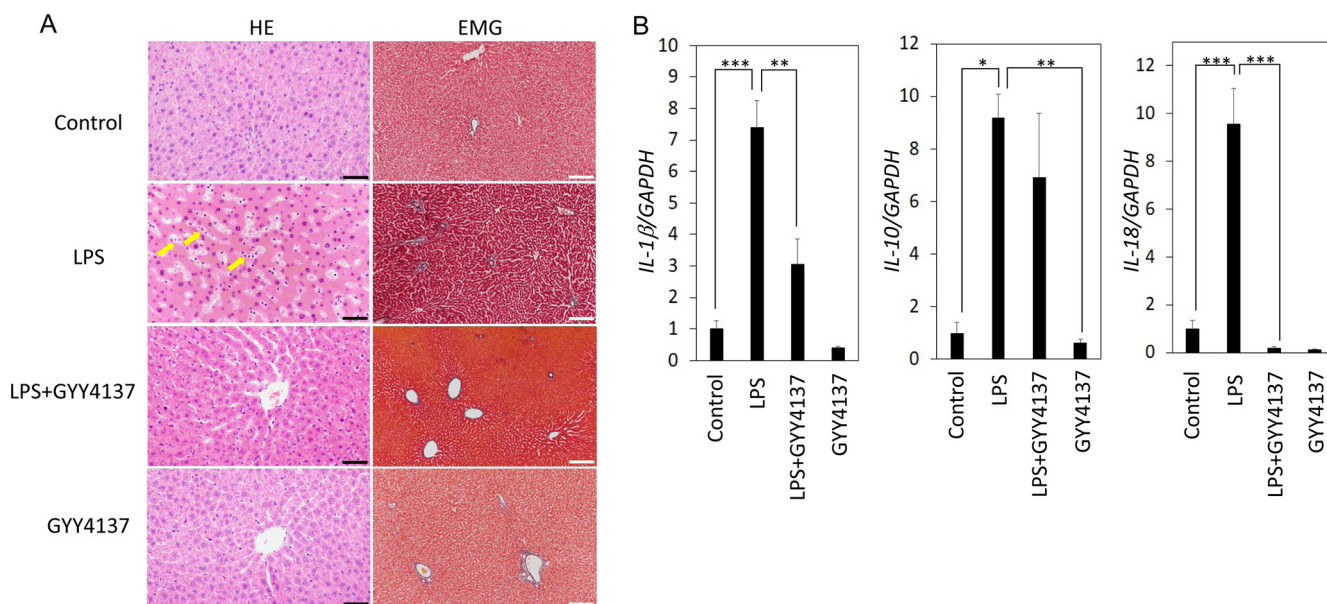 A
HE
EMG
Control
LPS
LPS+GYY4137
GYY4137
B
IL-1β/GAPDH
10
9
8
7
6
5
4
3
2
1
0
***
**
Control
LPS
LPS+GYY4137
GYY4137
IL-10/GAPDH
12
10
8
6
4
2
0
*
**
Control
LPS
LPS+GYY4137
GYY4137
IL-18/GAPDH
14
12
10
8
6
4
2
0
***
***
Control
LPS
LPS+GYY4137
GYY4137